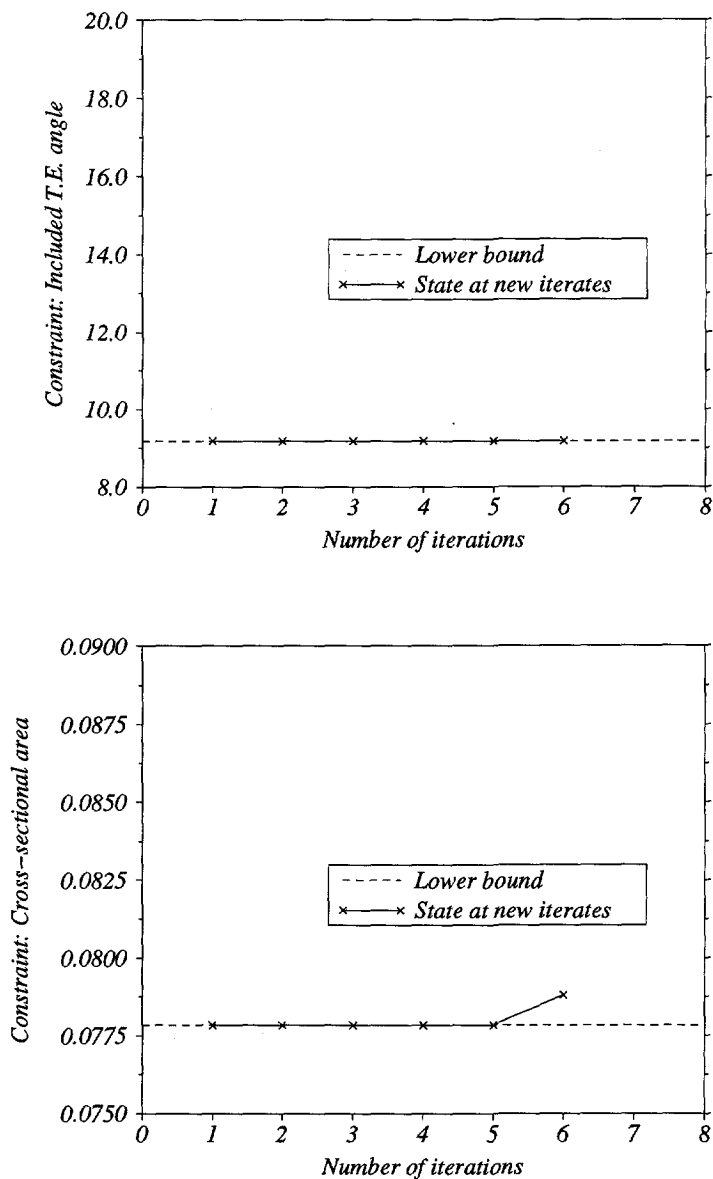 20.0
18.0
16.0
14.0
12.0
10.0
8.0
Constraint: Included T.E. angle
Lower bound
State at new iterates
0 1 2 3 4 5 6 7 8
Number of iterations
0.0900
0.0875
0.0850
0.0825
0.0800
0.0775
0.0750
Constraint: Cross-sectional area
Lower bound
State at new iterates
0 1 2 3 4 5 6 7 8
Number of iterations